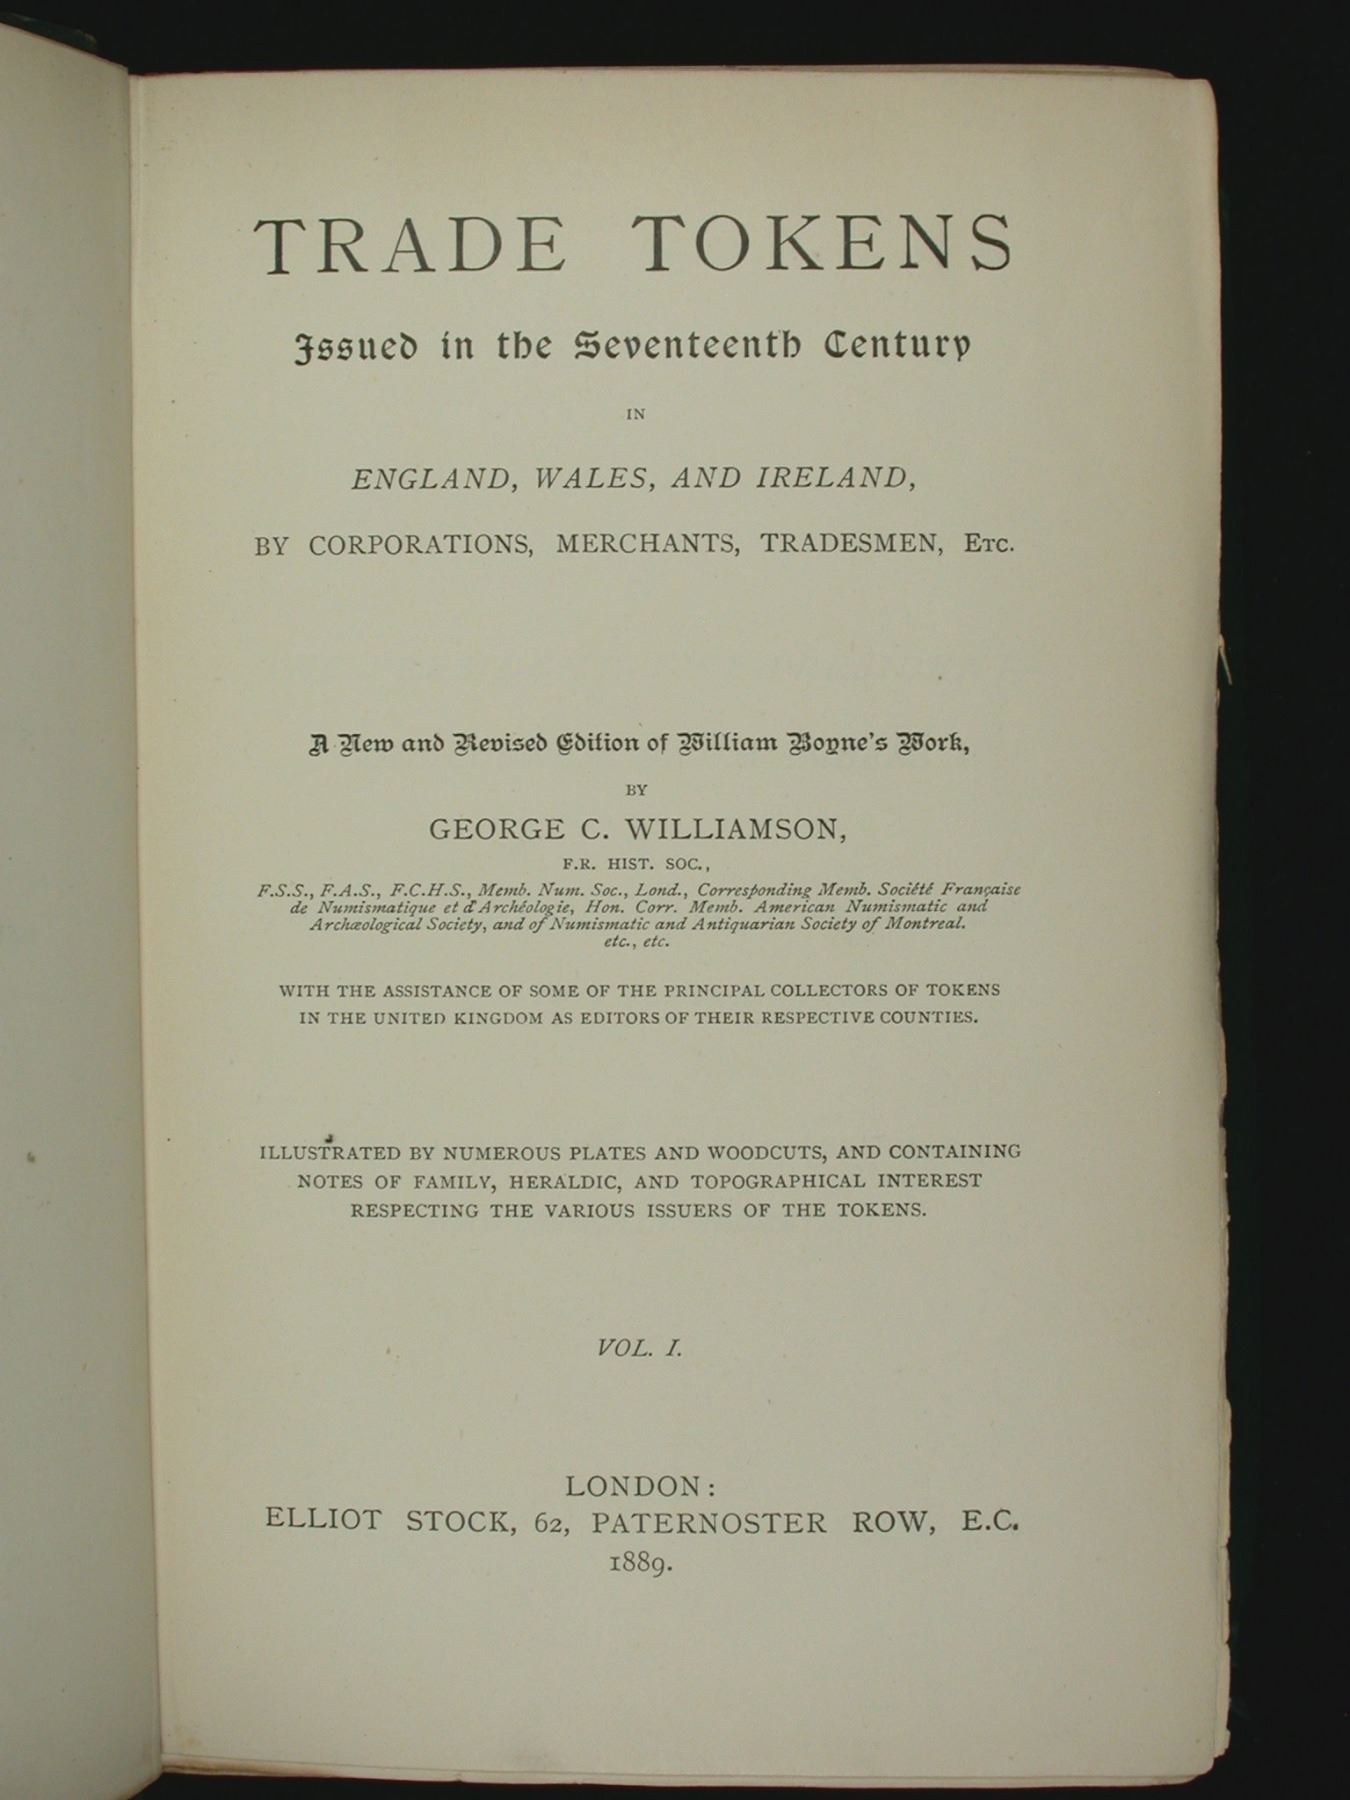 TRADE TOKENS
Issued in the Seventeenth Century
IN
ENGLAND, WALES, AND IRELAND,
BY CORPORATIONS, MERCHANTS, TRADESMEN, ETC.
A New and Revised Edition of William Boyne's Work,
BY
GEORGE C. WILLIAMSON,
F.R. HIST. SOC.,
F.S.S., F.A.S., F.C.H.S., Memb. Num. Soc., Lond., Corresponding Memb. Société Française
de Numismatique et d'Archéologie, Hon. Corr. Memb. American Numismatic and
Archæological Society, and of Numismatic and Antiquarian Society of Montreal.
etc., etc.
WITH THE ASSISTANCE OF SOME OF THE PRINCIPAL COLLECTORS OF TOKENS
IN THE UNITED KINGDOM AS EDITORS OF THEIR RESPECTIVE COUNTIES.
ILLUSTRATED BY NUMEROUS PLATES AND WOODCUTS, AND CONTAINING
NOTES OF FAMILY, HERALDIC, AND TOPOGRAPHICAL INTEREST
RESPECTING THE VARIOUS ISSUERS OF THE TOKENS.
VOL. I.
LONDON:
ELLIOT STOCK, 62, PATERNOSTER ROW, E.C.
1889.